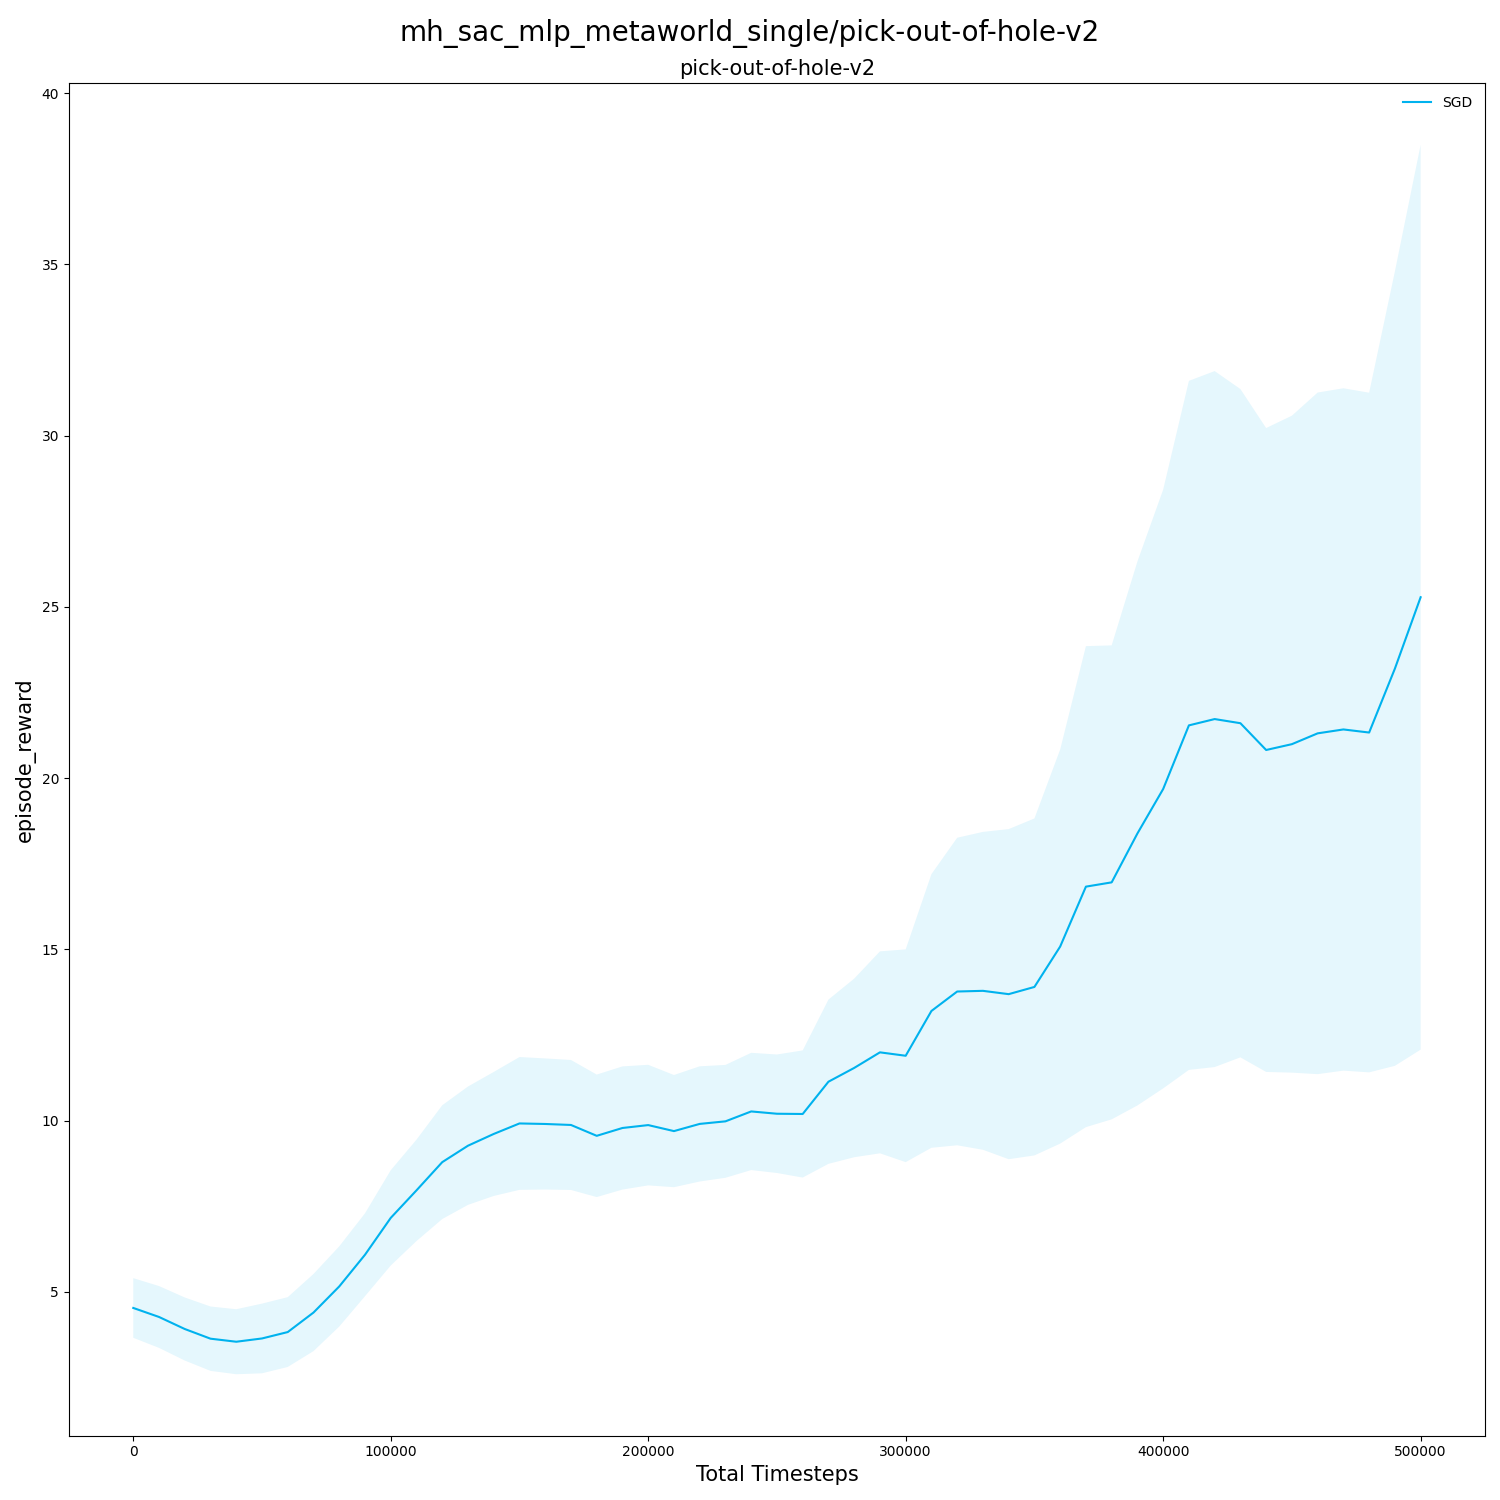 mh_sac_mlp_metaworld_single/pick-out-of-hole-v2
pick-out-of-hole-v2
SGD
episode_reward
40
35
30
25
20
15
10
5
0
100000
200000
300000
400000
500000
Total Timesteps